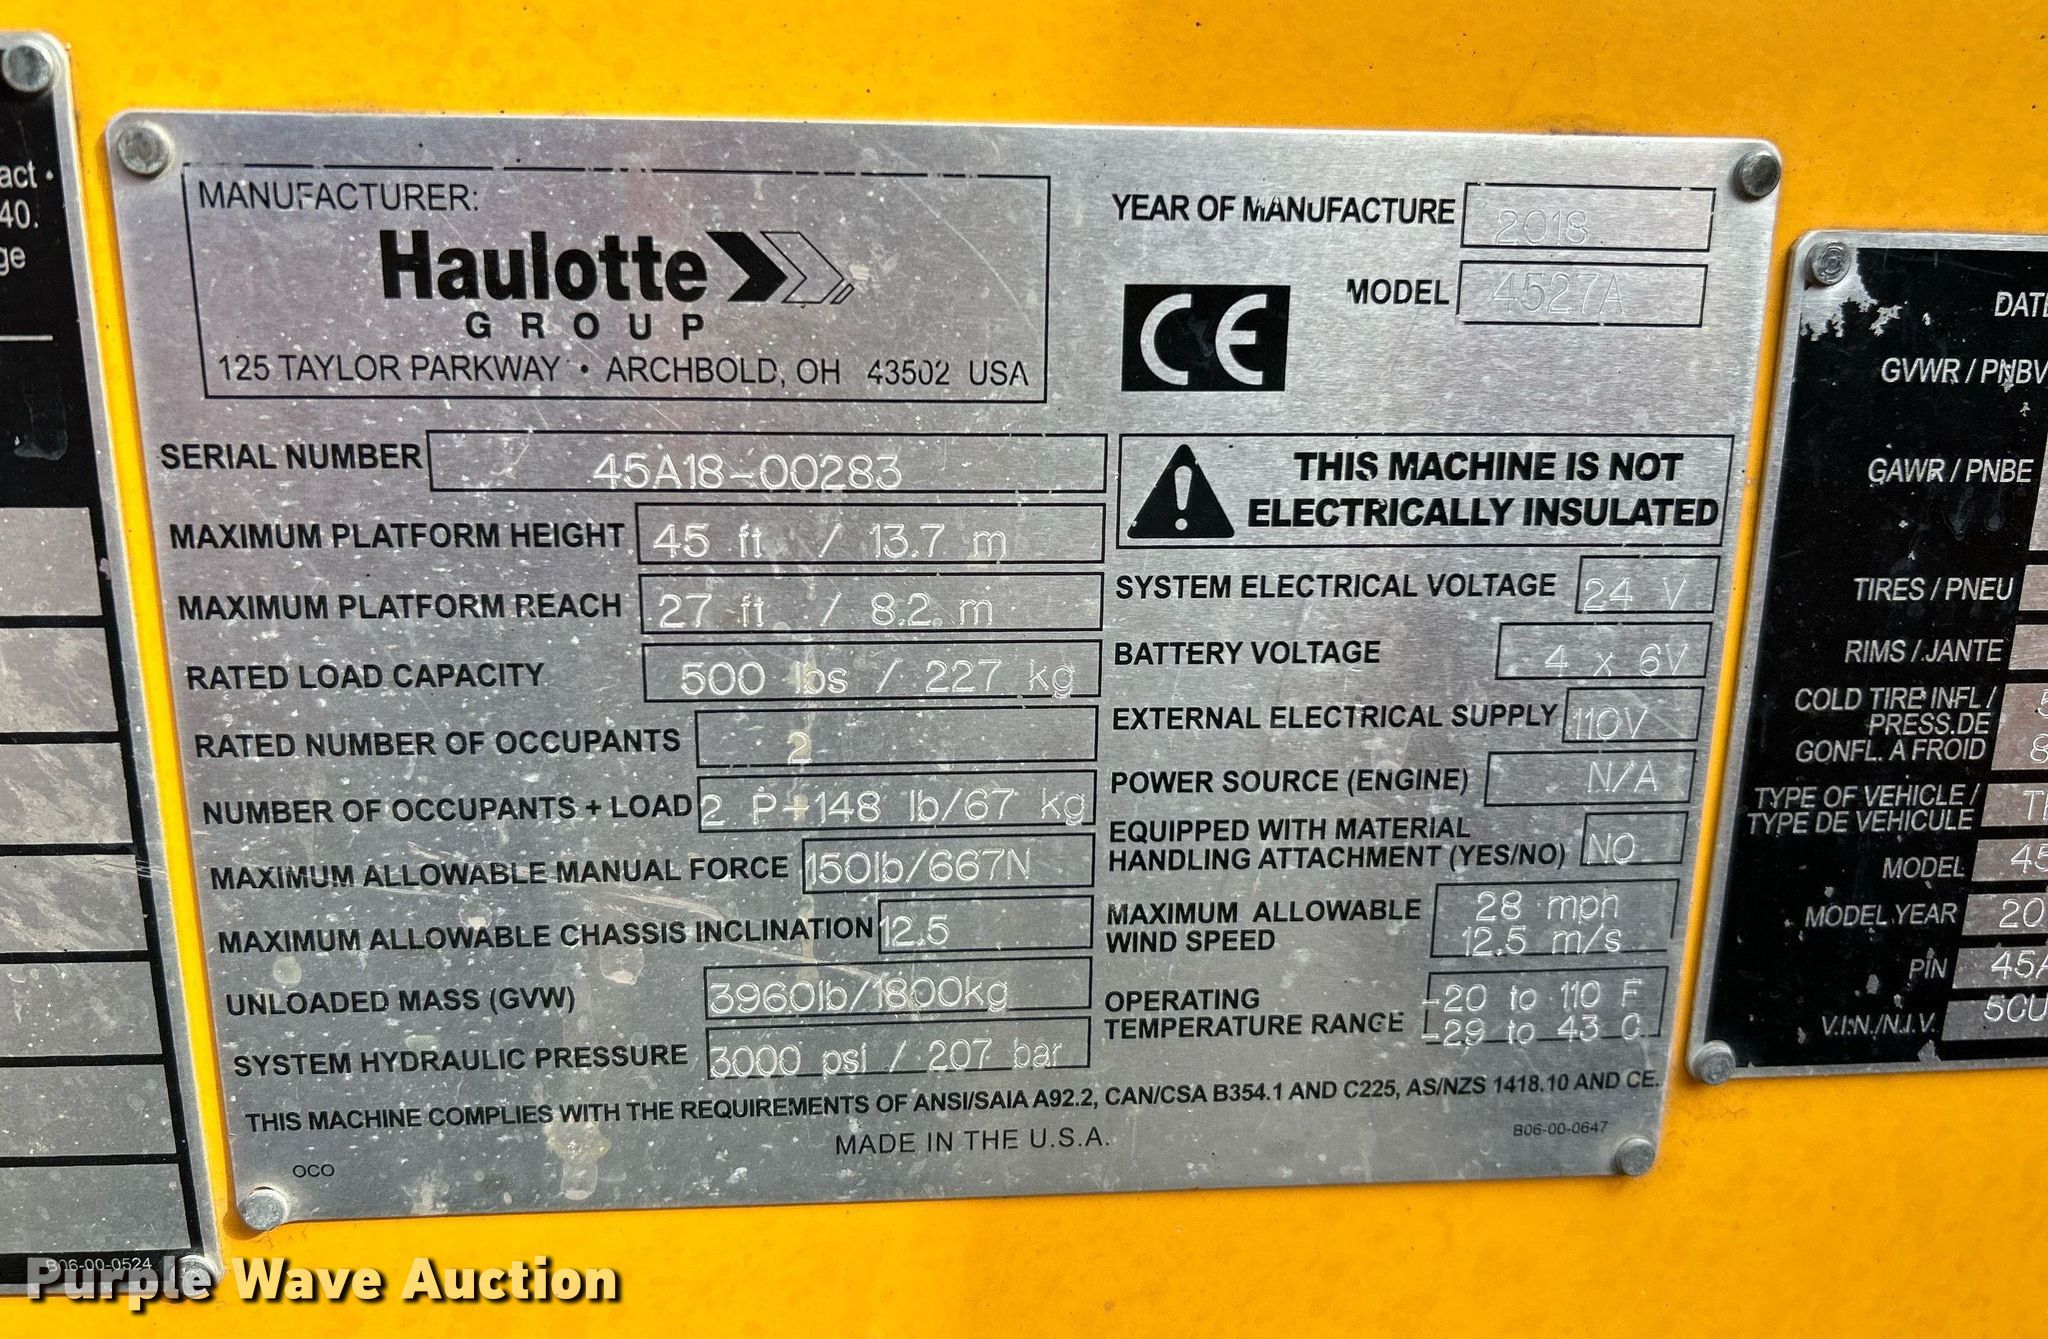 act •
40.
ge
B06-00-0524
MANUFACTURER:
Haulotte
GROUP
125 TAYLOR PARKWAY • ARCHBOLD, OH 43502 USA
YEAR OF MANUFACTURE 2018
MODEL 4527A
CE
SERIAL NUMBER 45A18-00283
MAXIMUM PLATFORM HEIGHT 45 ft / 13.7 m
MAXIMUM PLATFORM REACH 27 ft / 8.2 m
RATED LOAD CAPACITY 500 lbs / 227 kg
RATED NUMBER OF OCCUPANTS 2
NUMBER OF OCCUPANTS + LOAD 2 P+148 lb/67 kg
MAXIMUM ALLOWABLE MANUAL FORCE 150lb/667N
MAXIMUM ALLOWABLE CHASSIS INCLINATION 12.5
UNLOADED MASS (GVW) 3960lb/1800kg
SYSTEM HYDRAULIC PRESSURE 3000 psi / 207 bar
THIS MACHINE IS NOT
ELECTRICALLY INSULATED
SYSTEM ELECTRICAL VOLTAGE 24 V
BATTERY VOLTAGE 4 x 6V
EXTERNAL ELECTRICAL SUPPLY 110V
POWER SOURCE (ENGINE) N/A
EQUIPPED WITH MATERIAL
HANDLING ATTACHMENT (YES/NO) NO
MAXIMUM ALLOWABLE 28 mph
WIND SPEED 12.5 m/s
OPERATING -20 to 110 F
TEMPERATURE RANGE -29 to 43 C
THIS MACHINE COMPLIES WITH THE REQUIREMENTS OF ANSI/SAIA A92.2, CAN/CSA B354.1 AND C225, AS/NZS 1418.10 AND CE.
MADE IN THE U.S.A.
B06-00-0647
OCO
DATE
GVWR / PNBV
GAWR / PNBE
TIRES / PNEU
RIMS / JANTE
COLD TIRE INFL /
PRESS.DE
GONFL. A FROID 8
TYPE OF VEHICLE /
TYPE DE VEHICULE
MODEL 45
MODEL YEAR 20
PIN 45A
V.I.N./N.I.V. 5CU
Purple Wave Auction